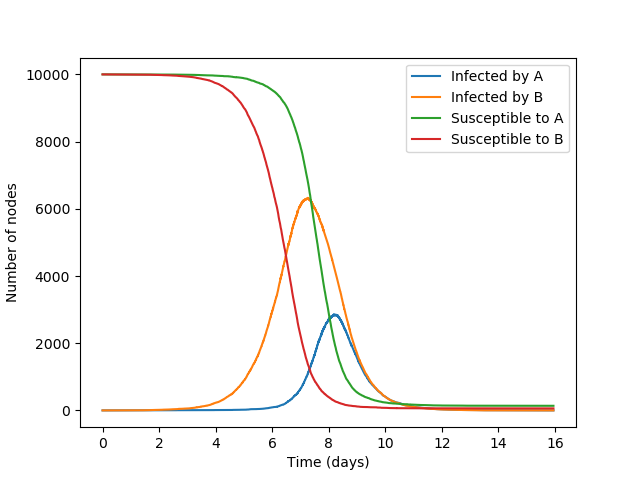 Infected by A
Infected by B
Susceptible to A
Susceptible to B
Number of nodes
10000
8000
6000
4000
2000
0
0 2 4 6 8 10 12 14 16
Time (days)